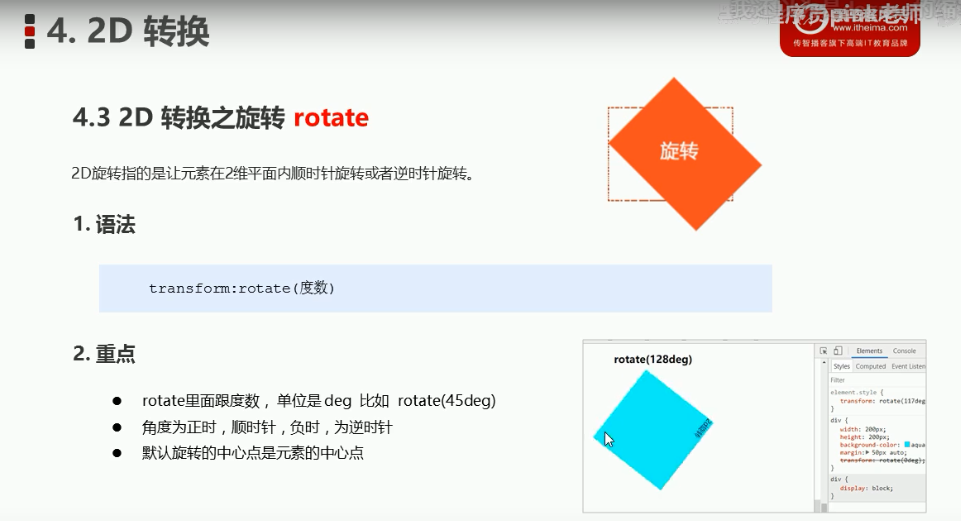 4. 2D 转换
程序员pink老师
www.itheima.com
传智播客旗下高端IT教育品牌
4.3 2D 转换之旋转 rotate
旋转
2D旋转指的是让元素在2维平面内顺时针旋转或者逆时针旋转。
1. 语法
transform:rotate(度数)
2. 重点
rotate里面跟度数，单位是 deg 比如 rotate(45deg)
角度为正时，顺时针，负时，为逆时针
默认旋转的中心点是元素的中心点
rotate(128deg)
Elements Console
Styles Computed Event Listen
Filter
element.style {
transform: rotate(117deg
}
div {
width: 200px;
height: 200px;
background-color: aqua
margin: 50px auto;
transform: rotate(0deg);
}
div {
display: block;
}